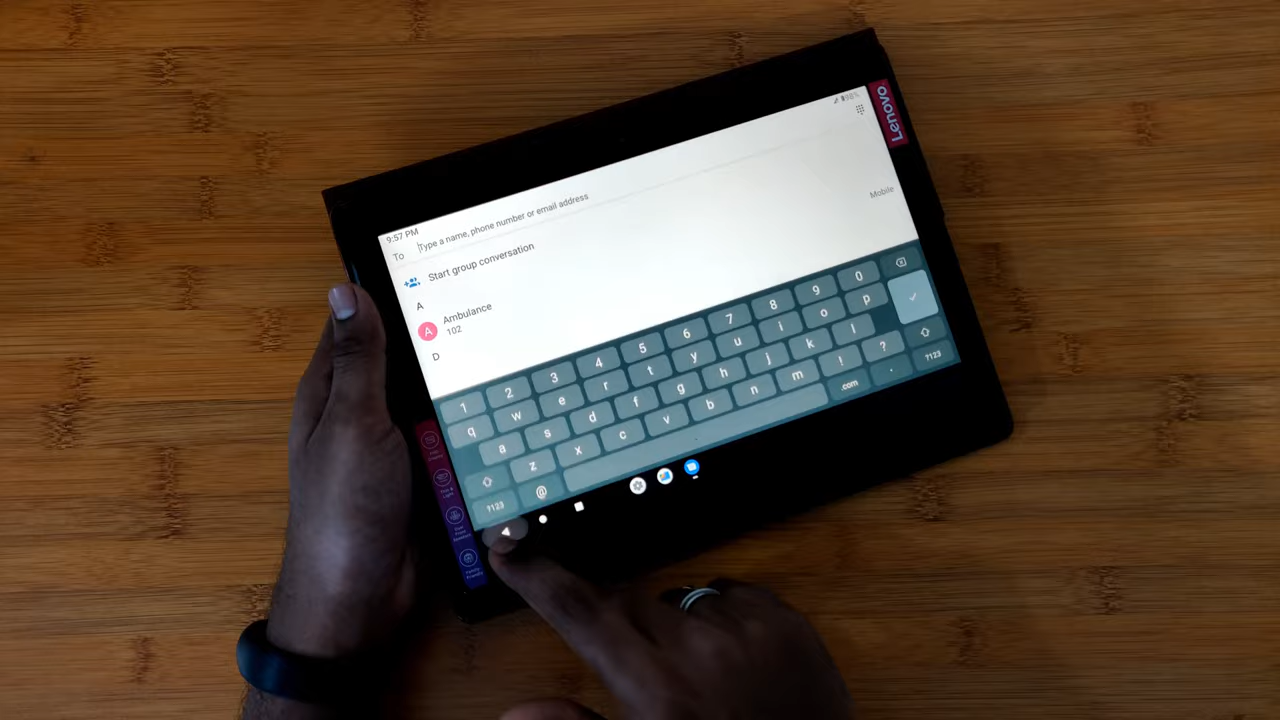 9:57 PM
98%
To Type a name, phone number or email address
Start group conversation
Mobile
A
A Ambulance
102
D
1 2 3 4 5 6 7 8 9 0
q w e r t y u i o p
a s d f g h j k l
z x c v b n m ! ?
?123 @ .com . ?123
Lenovo